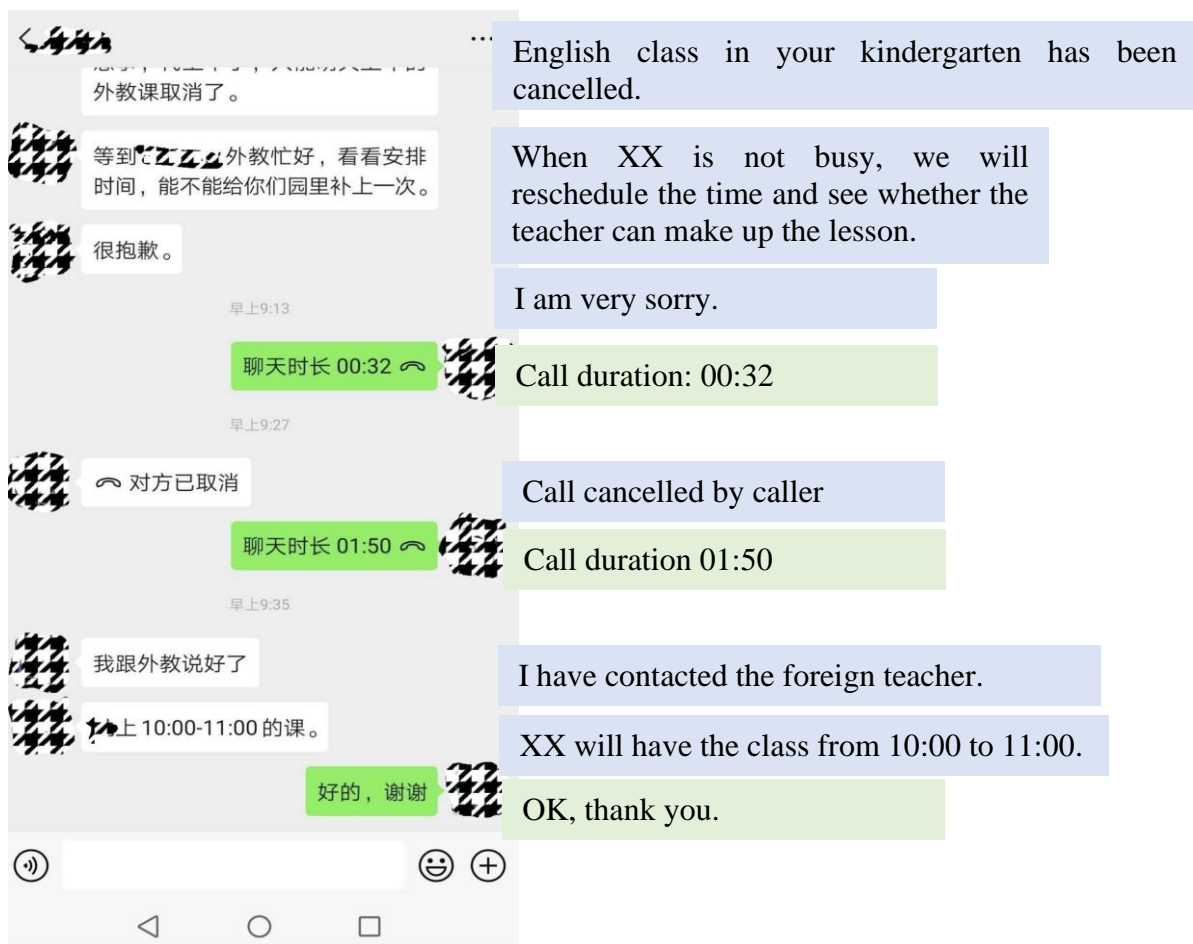 English class in your kindergarten has been
cancelled.
外教课取消了。
等到 外教忙好，看看安排
时间，能不能给你们园里补上一次。
When XX is not busy, we will
reschedule the time and see whether the
teacher can make up the lesson.
很抱歉。
I am very sorry.
早上9:13
聊天时长 00:32
Call duration: 00:32
早上9:27
对方已取消
Call cancelled by caller
聊天时长 01:50
Call duration 01:50
早上9:35
我跟外教说好了
I have contacted the foreign teacher.
上 10:00-11:00 的课。
XX will have the class from 10:00 to 11:00.
好的，谢谢
OK, thank you.